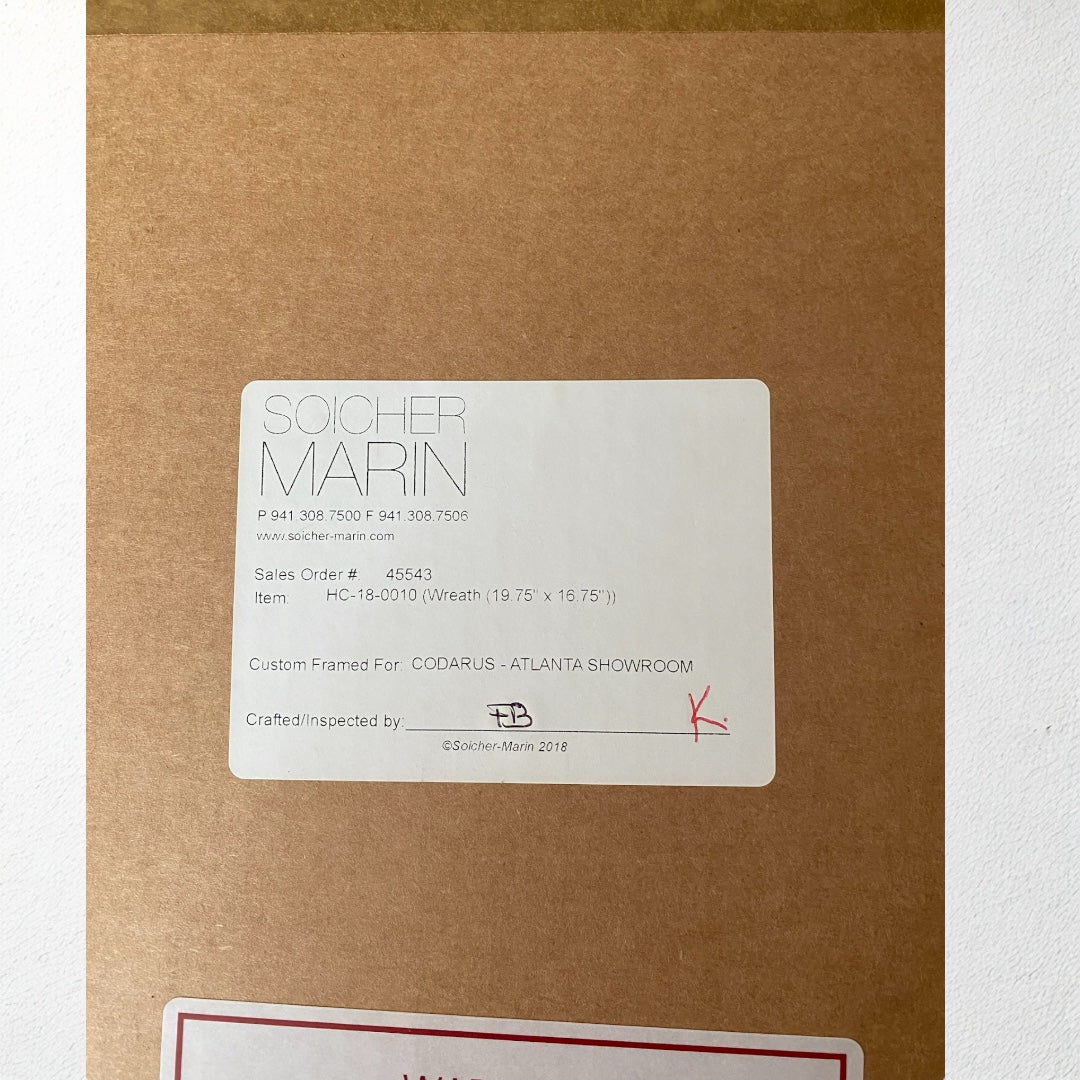 SOICHER
MARIN
P 941.308.7500 F 941.308.7506
www.soicher-marin.com
Sales Order #: 45543
Item: HC-18-0010 (Wreath (19.75" x 16.75"))
Custom Framed For: CODARUS - ATLANTA SHOWROOM
Crafted/Inspected by: FB K.
©Soicher-Marin 2018